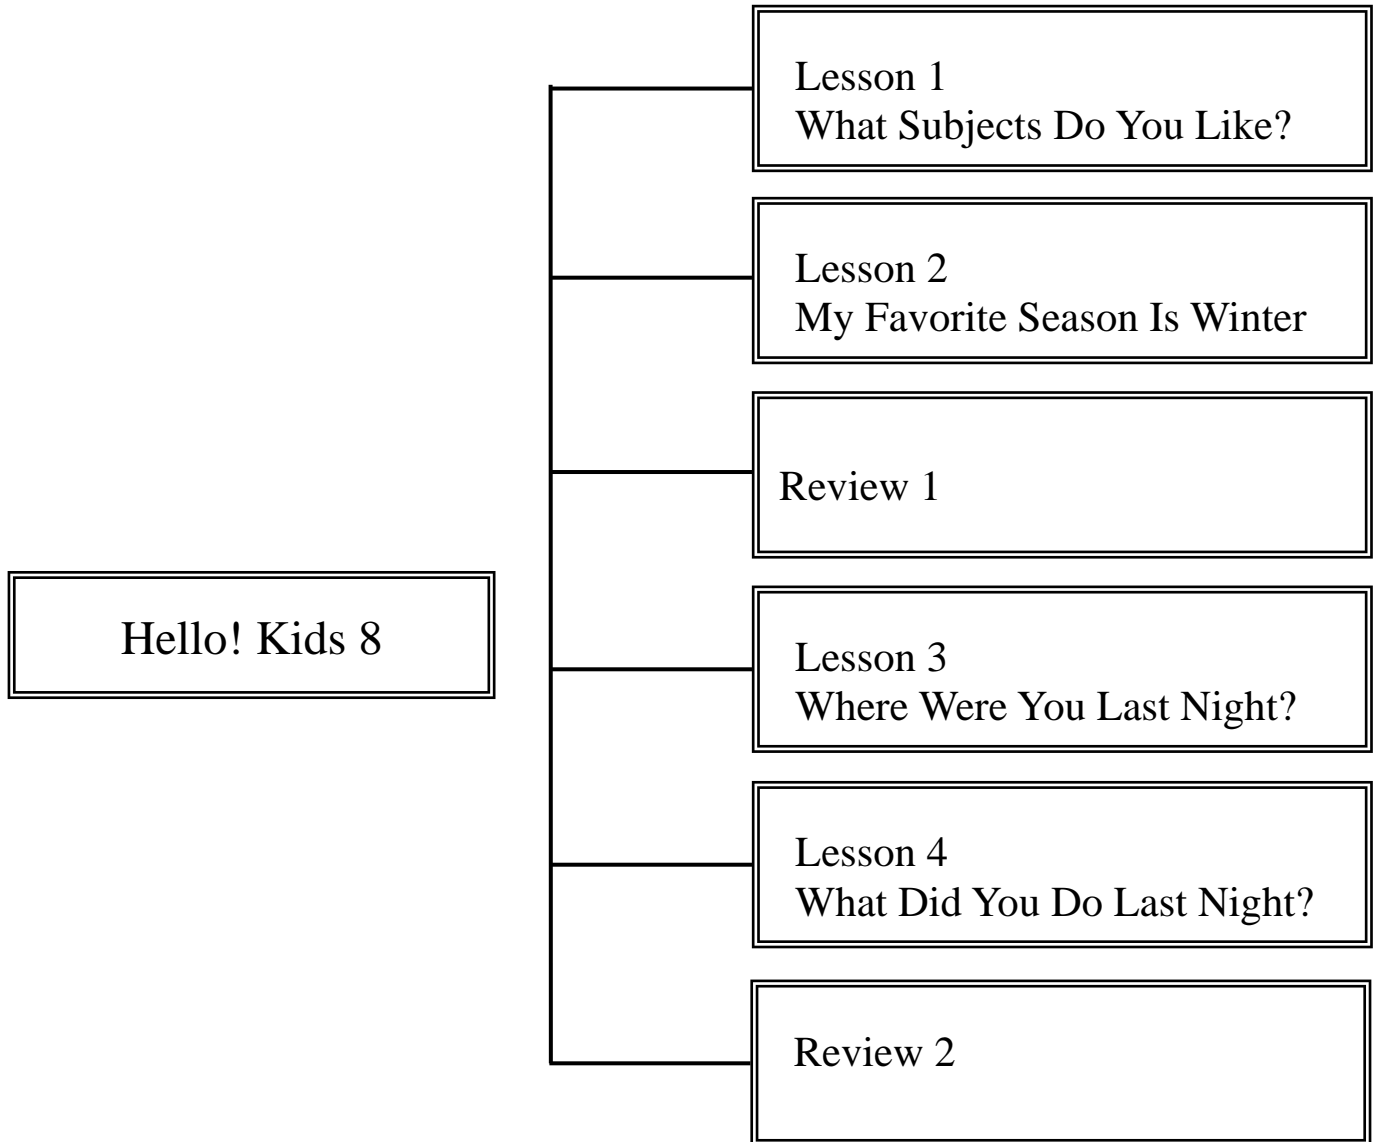 Hello! Kids 8
Lesson 1
What Subjects Do You Like?
Lesson 2
My Favorite Season Is Winter
Review 1
Lesson 3
Where Were You Last Night?
Lesson 4
What Did You Do Last Night?
Review 2